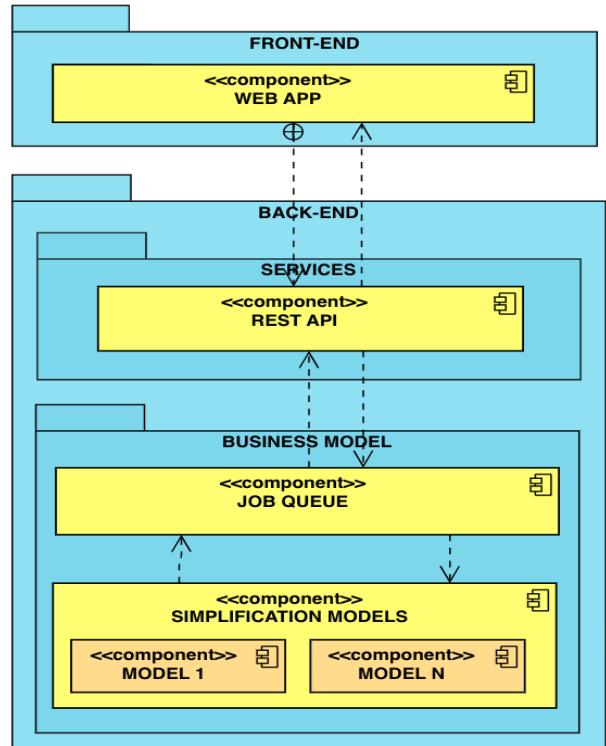 FRONT-END
<<component>>
WEB APP
BACK-END
SERVICES
<<component>>
REST API
BUSINESS MODEL
<<component>>
JOB QUEUE
<<component>>
SIMPLIFICATION MODELS
<<component>>
MODEL 1
<<component>>
MODEL N